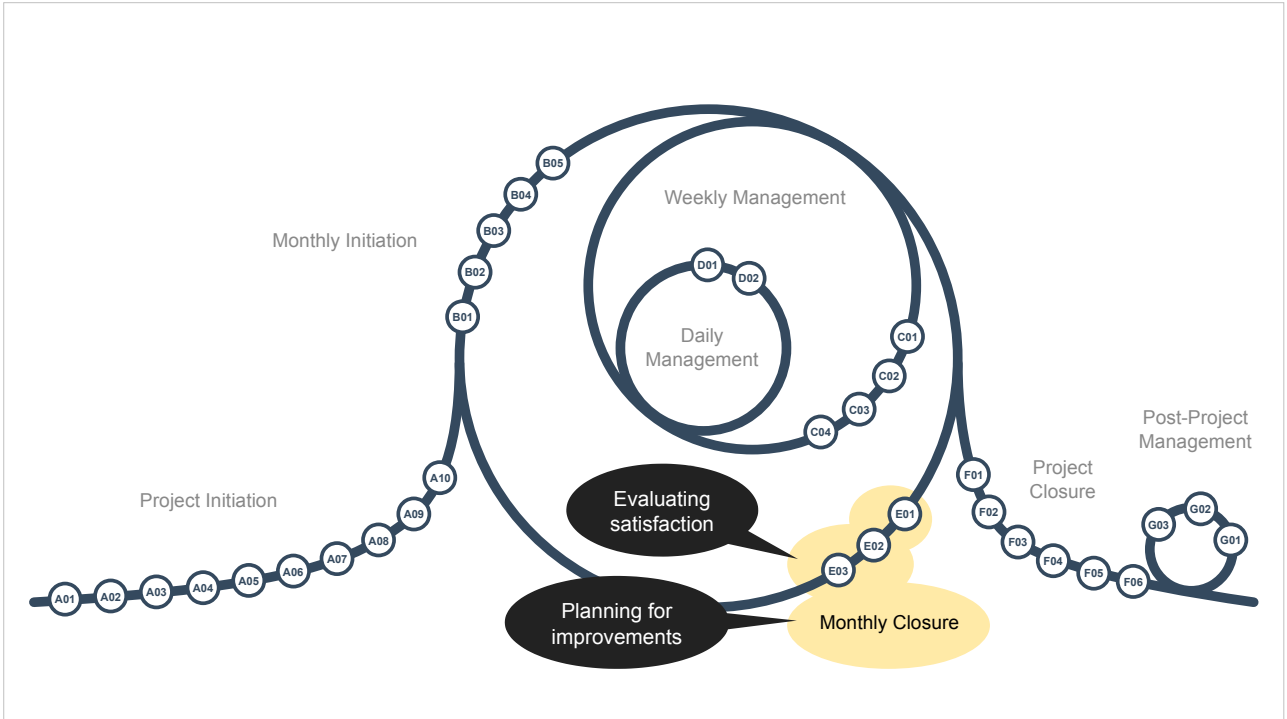 B05
B04
Weekly Management
B03
Monthly Initiation
D01
B02
D02
B01
C01
Daily
Management
C02
C03
Post-Project
Management
C04
Project
Closure
A10
F01
Project Initiation
Evaluating
satisfaction
E01
A09
F02
G02
G03
A08
E02
F03
G01
A07
F04
A06
E03
F05
A05
F06
A04
A03
A02
A01
Planning for
improvements
Monthly Closure